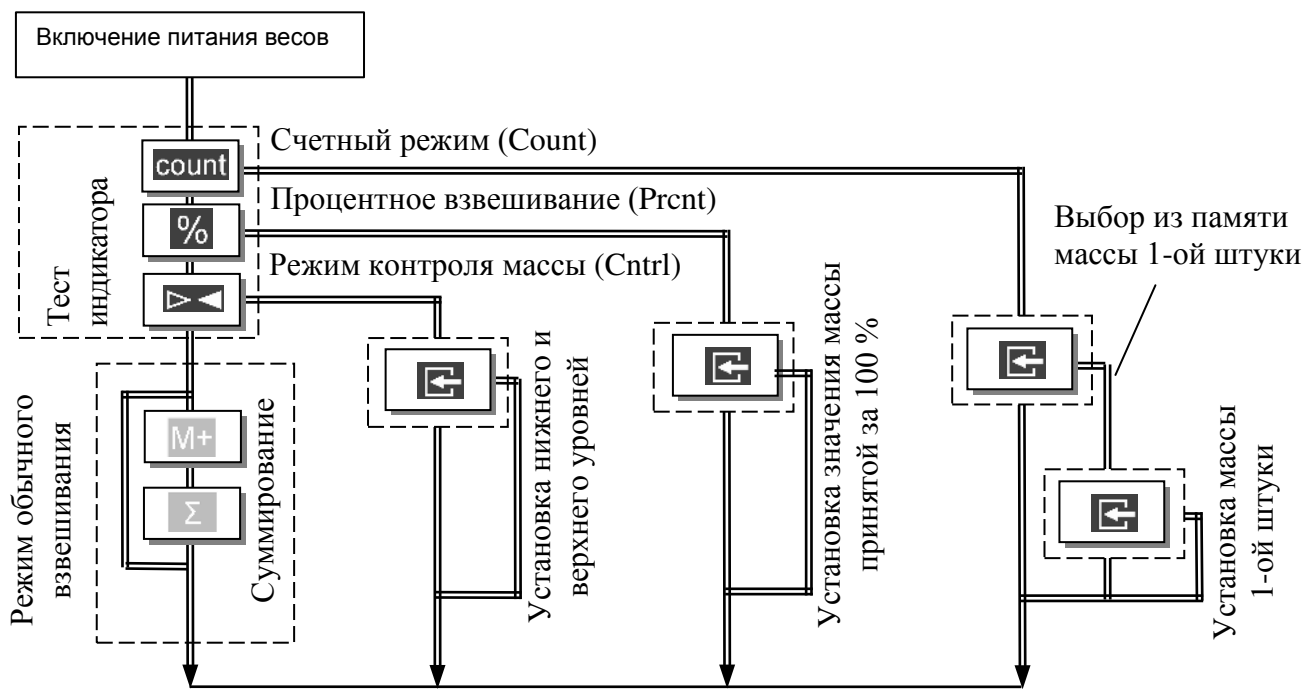 Включение питания весов
Счетный режим (Count)
count
Процентное взвешивание (Prcnt)
%
Режим контроля массы (Cntrl)
Тест
индикатора
Выбор из памяти
массы 1-ой штуки
Режим обычного
взвешивания
M+
Σ
Суммирование
Установка нижнего и
верхнего уровней
Установка значения массы
принятой за 100 %
Установка массы
1-ой штуки